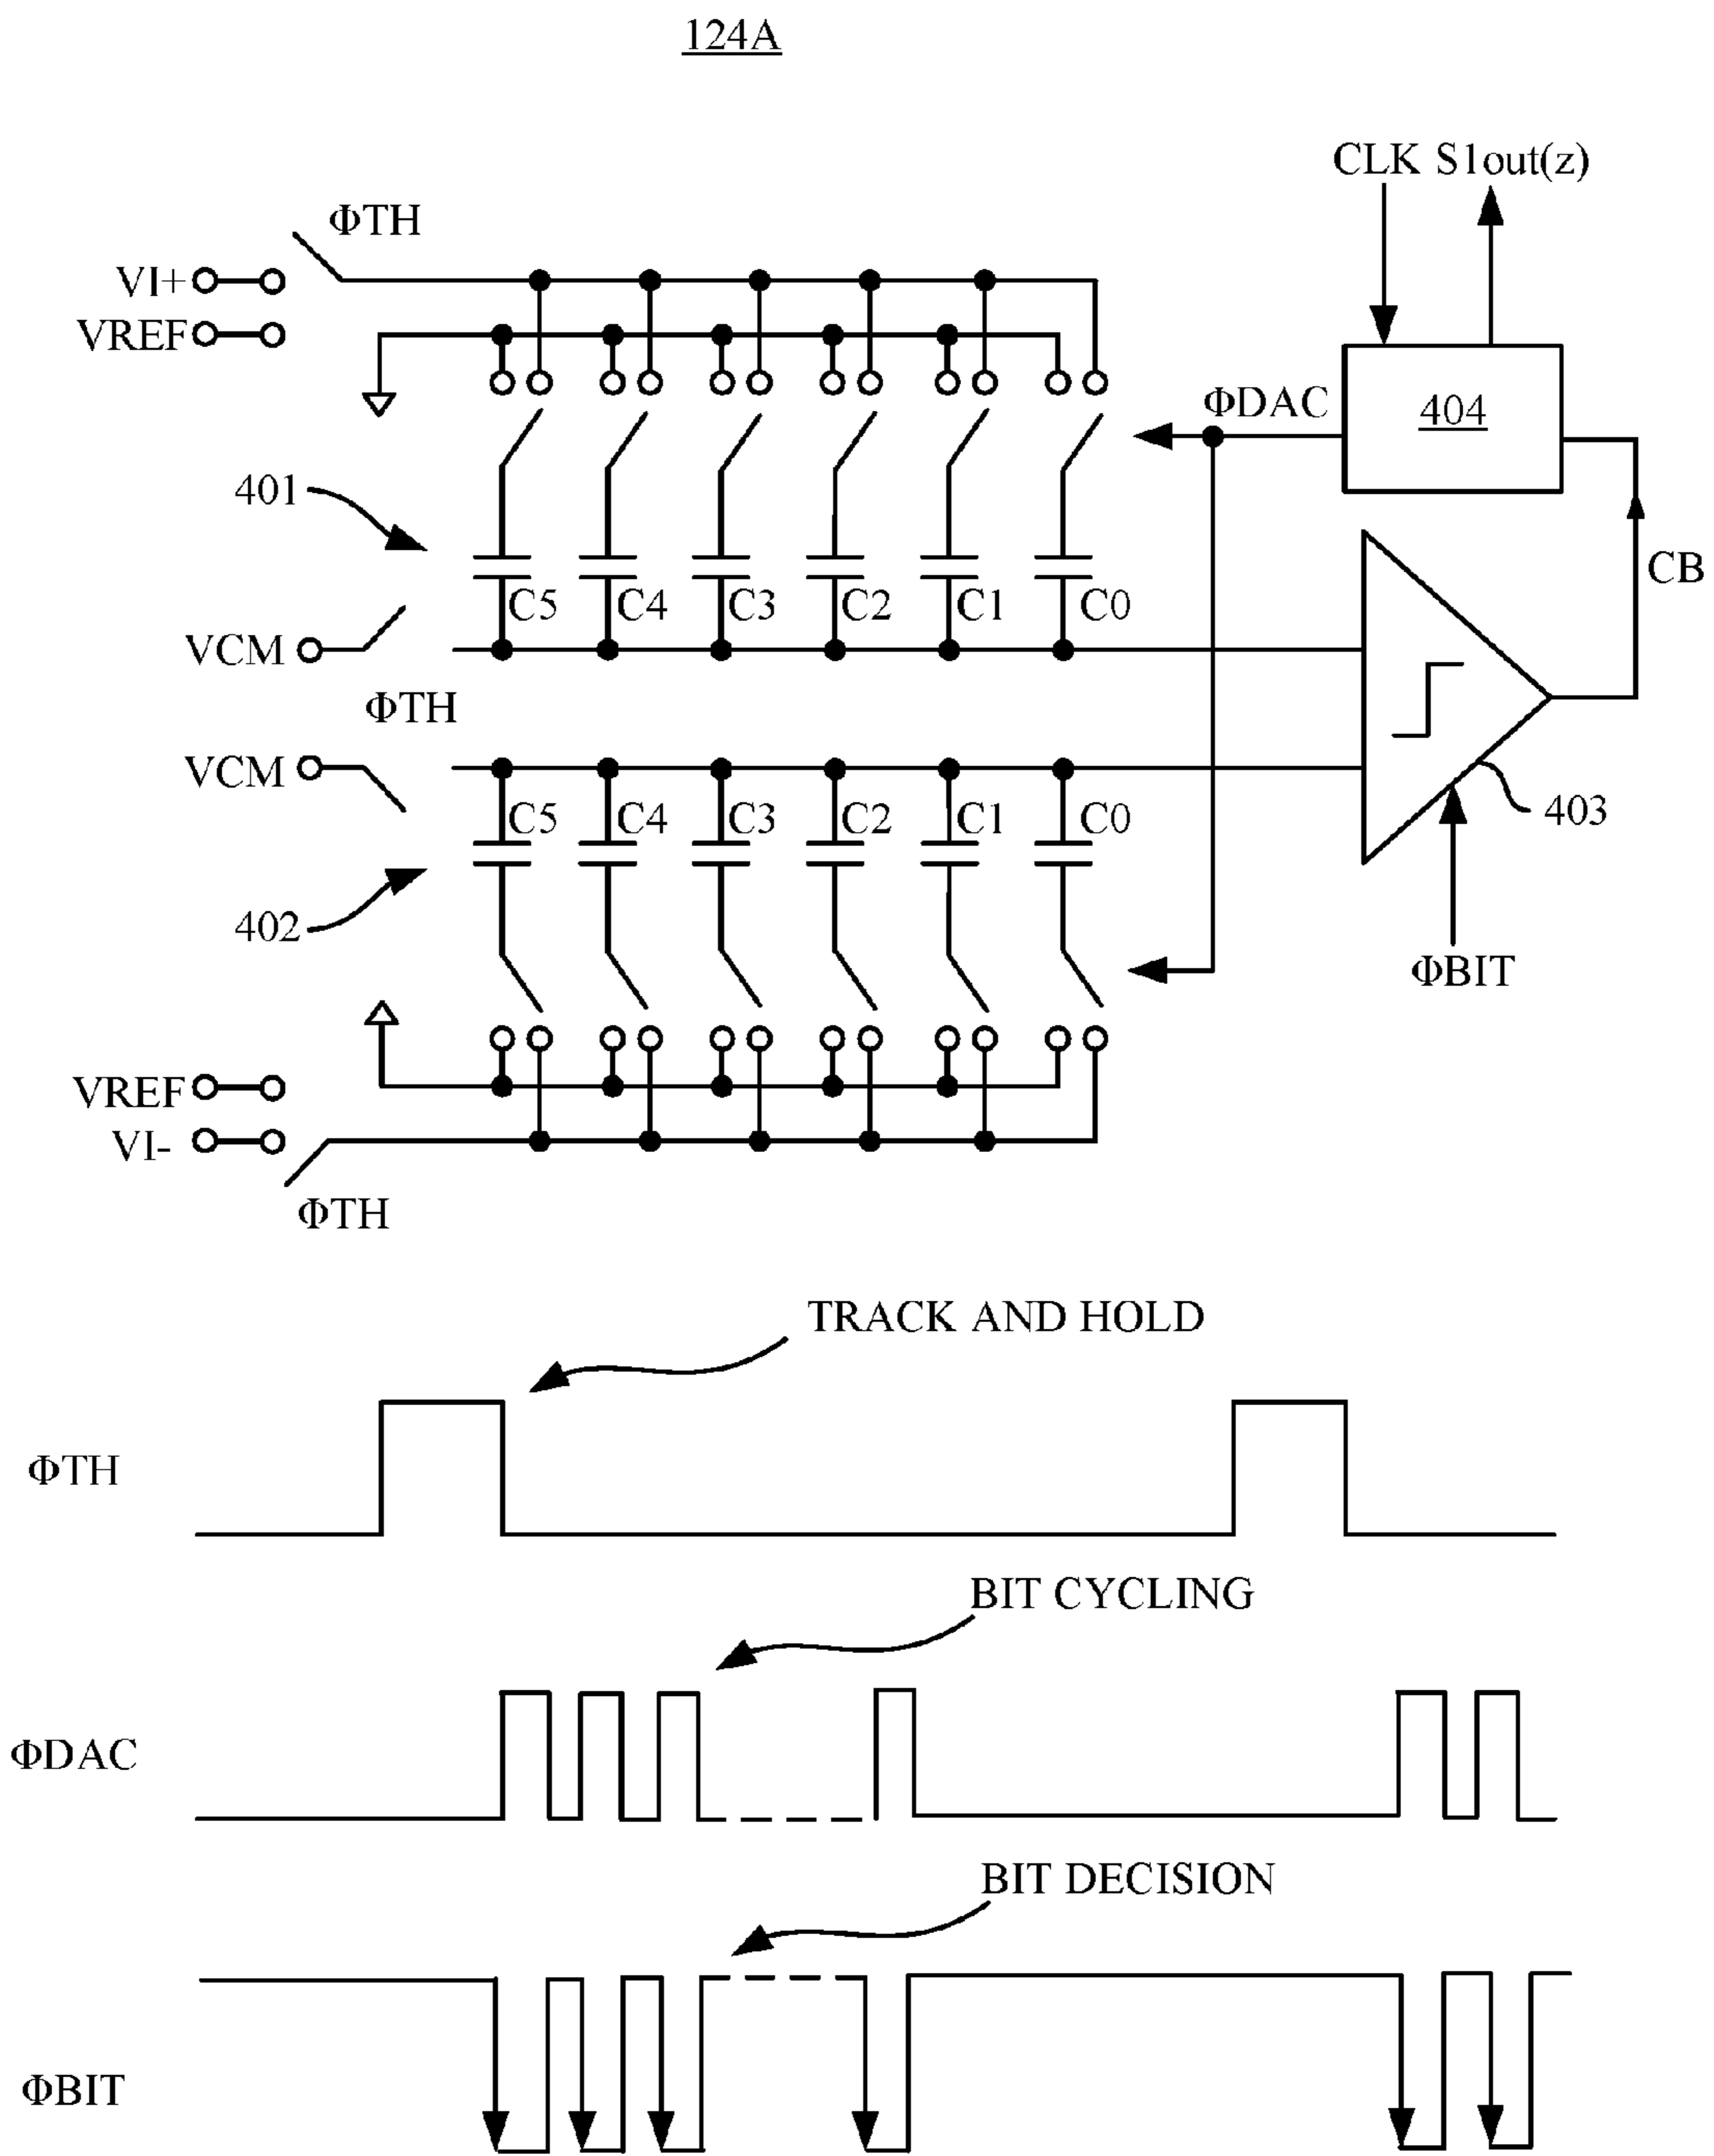 124A
CLK S1out(z)
ΦTH
VI+
VREF
ΦDAC
404
401
CB
C5 C4 C3 C2 C1 C0
VCM
ΦTH
VCM
C5 C4 C3 C2 C1 C0
403
402
ΦBIT
VREF
VI-
ΦTH
TRACK AND HOLD
ΦTH
BIT CYCLING
ΦDAC
BIT DECISION
ΦBIT